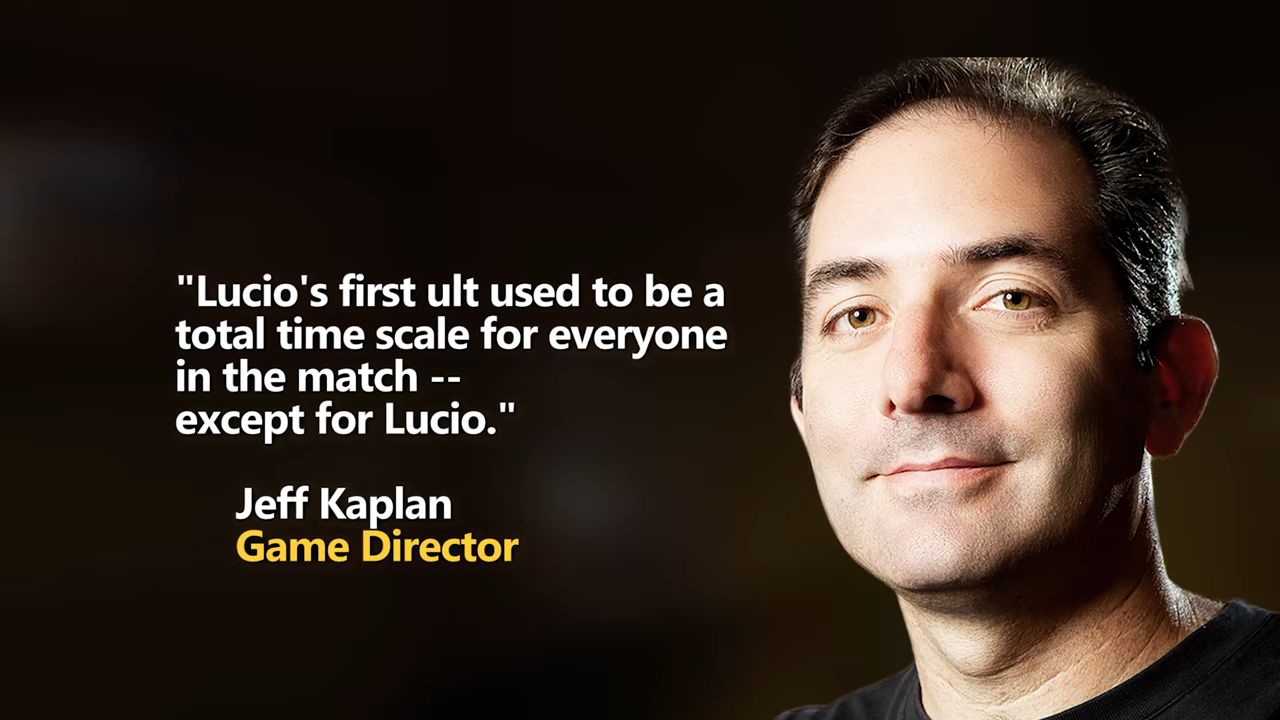 "Lucio's first ult used to be a
total time scale for everyone
in the match --
except for Lucio."
Jeff Kaplan
Game Director